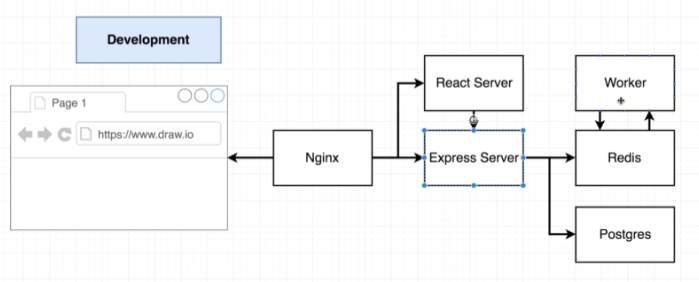 Development
Page 1
https://www.draw.io
React Server
Worker
Nginx
Express Server
Redis
Postgres